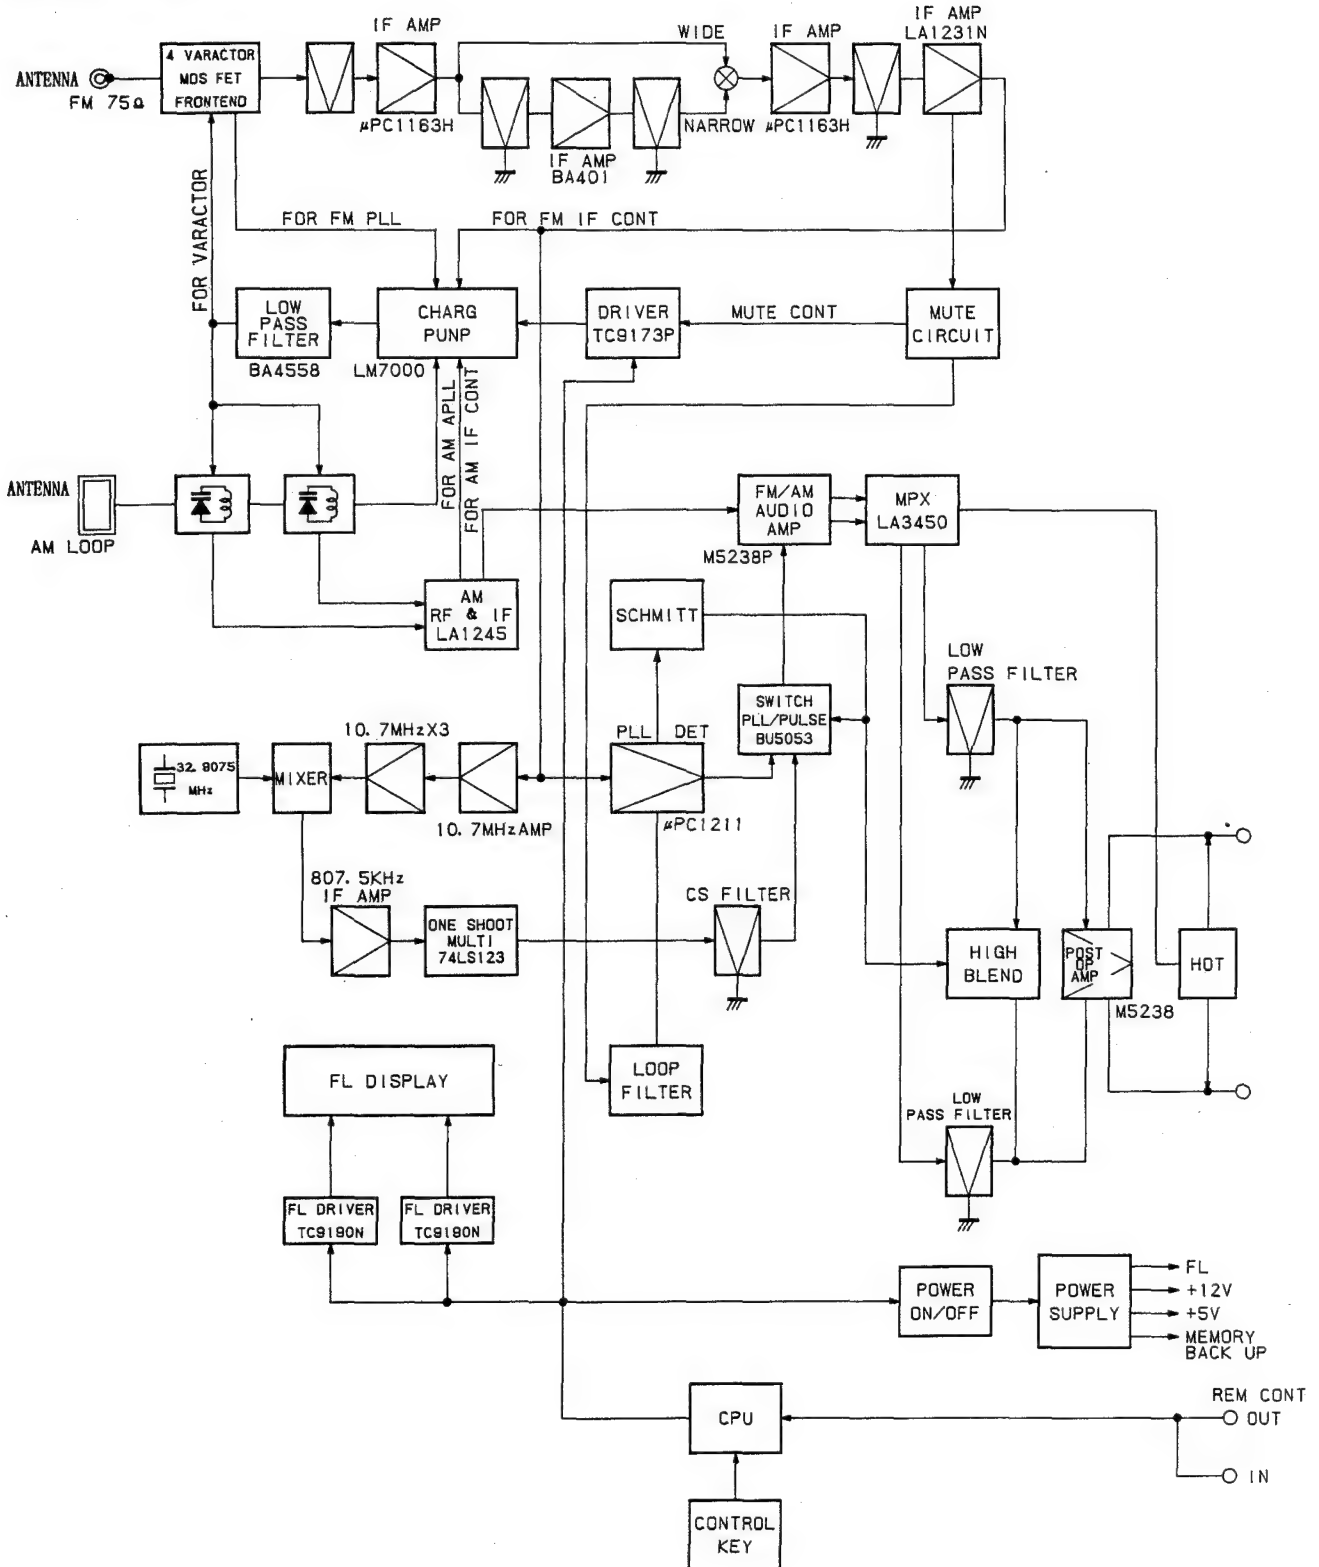 IF AMP
IF AMP
LA1231N
WIDE
IF AMP
4 VARACTOR
MOS FET
FRONTEND
ANTENNA
FM 75Ω
μPC1163H
NARROW
μPC1163H
IF AMP
BA401
FOR VARACTOR
FOR FM PLL
FOR FM IF CONT
LOW
PASS
FILTER
BA4558
CHARG
PUNP
LM7000
DRIVER
TC9173P
MUTE CONT
MUTE
CIRCUIT
FOR AM APLL
FOR AM IF CONT
ANTENNA
AM LOOP
FM/AM
AUDIO
AMP
M5238P
MPX
LA3450
AM
RF & IF
LA1245
SCHMITT
LOW
PASS FILTER
SWITCH
PLL/PULSE
BU5053
10.7MHzX3
PLL DET
32.8075
MHz
MIXER
10.7MHzAMP
μPC1211
807.5KHz
IF AMP
CS FILTER
ONE SHOOT
MULTI
74LS123
HIGH
BLEND
POST
OP
AMP
M5238
HOT
FL DISPLAY
LOOP
FILTER
LOW
PASS FILTER
FL DRIVER
TC9190N
FL DRIVER
TC9190N
POWER
ON/OFF
POWER
SUPPLY
FL
+12V
+5V
MEMORY
BACK UP
CPU
REM CONT
OUT
IN
CONTROL
KEY